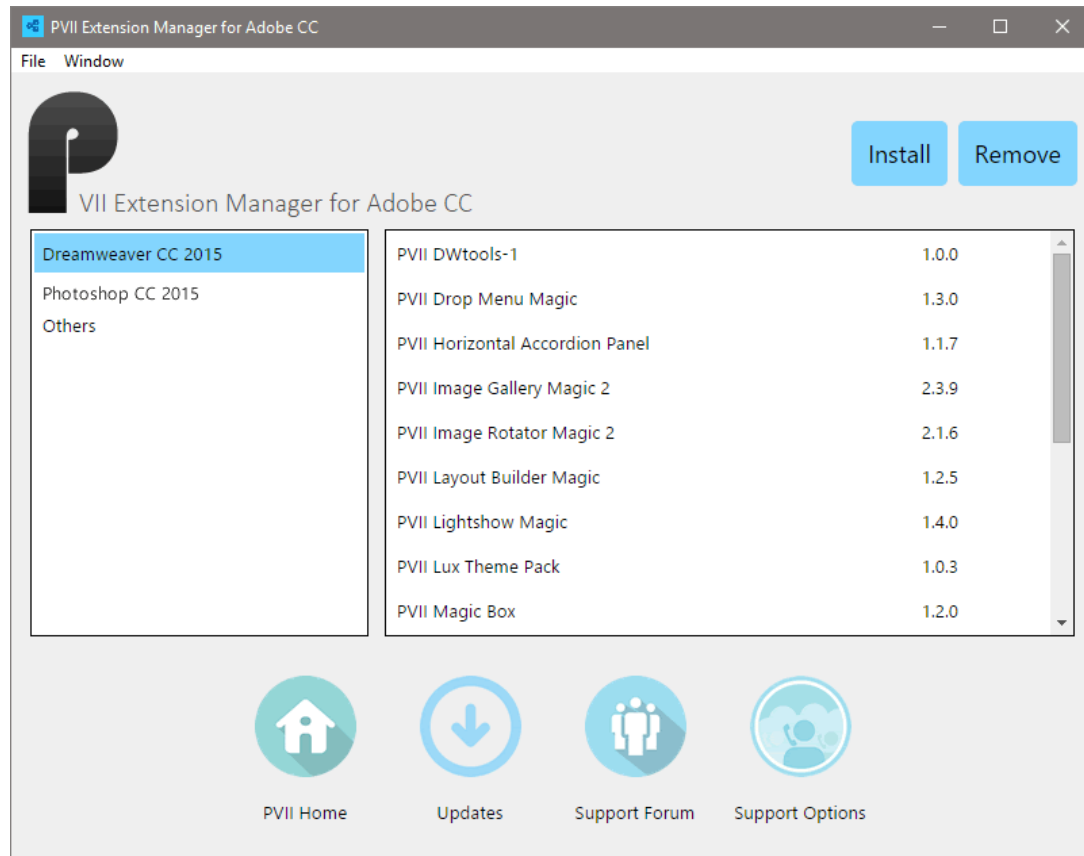 PVII Extension Manager for Adobe CC
File Window
Install Remove
PVII Extension Manager for Adobe CC
Dreamweaver CC 2015
Photoshop CC 2015
Others
PVII DWtools-1 1.0.0
PVII Drop Menu Magic 1.3.0
PVII Horizontal Accordion Panel 1.1.7
PVII Image Gallery Magic 2 2.3.9
PVII Image Rotator Magic 2 2.1.6
PVII Layout Builder Magic 1.2.5
PVII Lightshow Magic 1.4.0
PVII Lux Theme Pack 1.0.3
PVII Magic Box 1.2.0
PVII Home Updates Support Forum Support Options